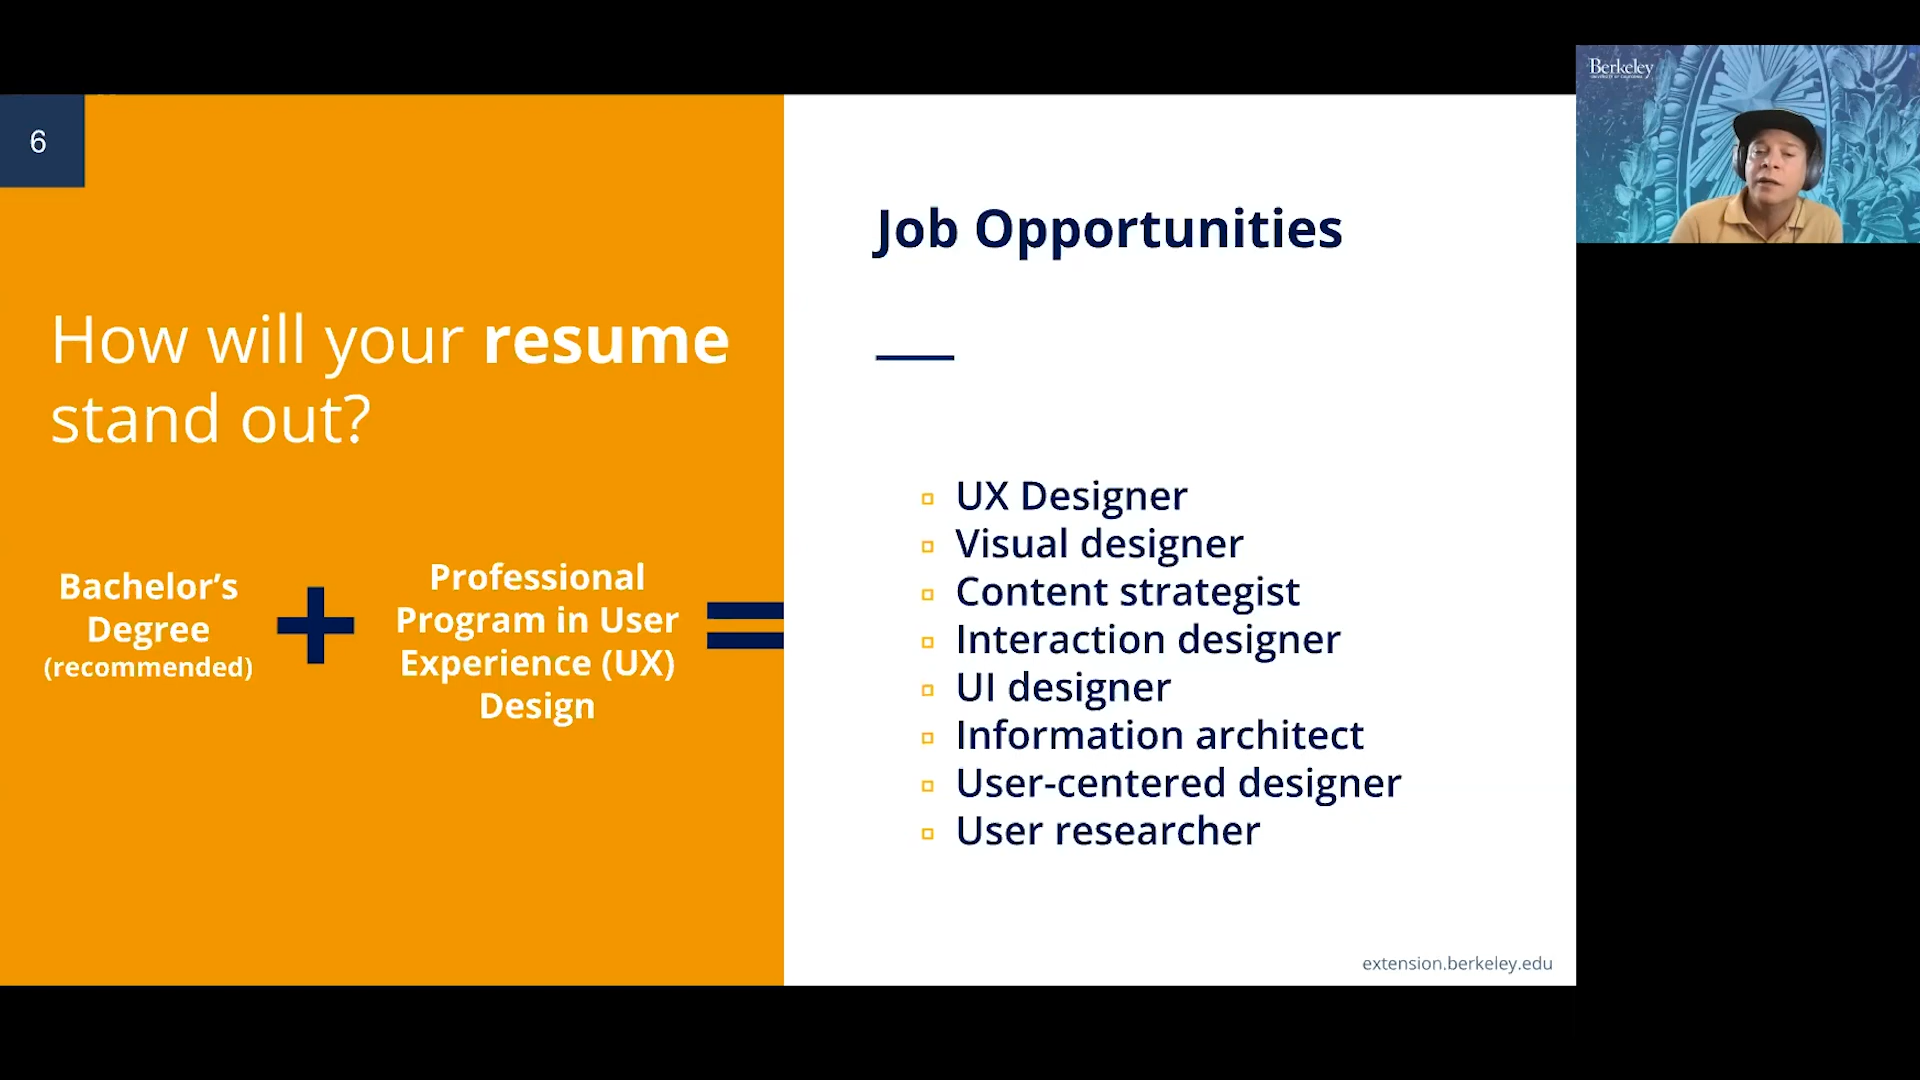 6
How will your resume
stand out?
Bachelor’s
Degree
(recommended)
Professional
Program in User
Experience (UX)
Design
Job Opportunities
UX Designer
Visual designer
Content strategist
Interaction designer
UI designer
Information architect
User-centered designer
User researcher
extension.berkeley.edu
Berkeley